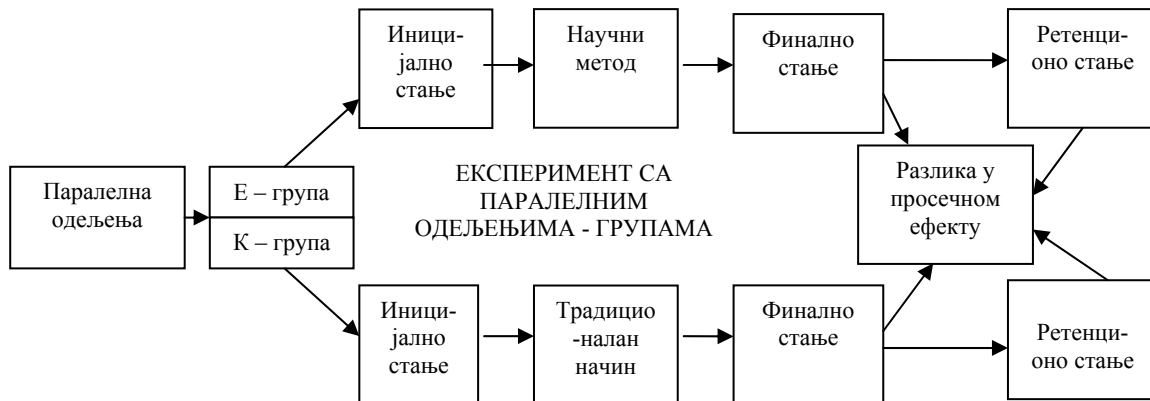 Иници-
јално
стање
Научни
метод
Финално
стање
Ретенци-
оно стање
Паралелна
одељења
Е – група
К – група
ЕКСПЕРИМЕНТ СА
ПАРАЛЕЛНИМ
ОДЕЉЕЊИМА - ГРУПАМА
Разлика у
просечном
ефекту
Иници-
јално
стање
Традицио
-налан
начин
Финално
стање
Ретенци-
оно стање